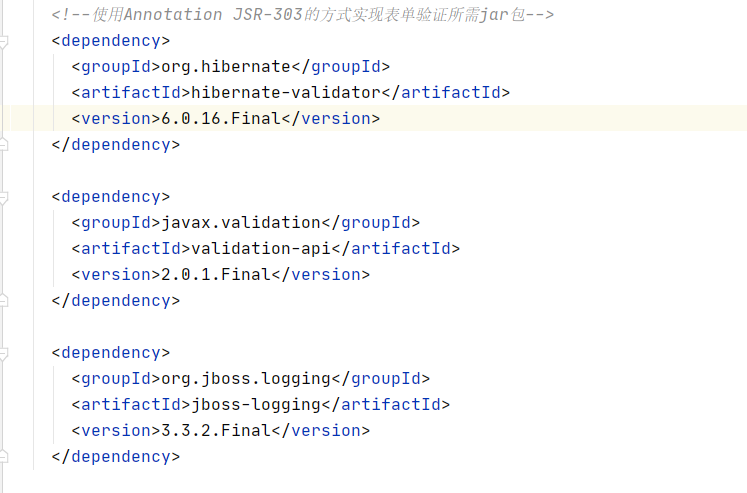 <!--使用Annotation JSR-303的方式实现表单验证所需jar包-->
<dependency>
<groupId>org.hibernate</groupId>
<artifactId>hibernate-validator</artifactId>
<version>6.0.16.Final</version>
</dependency>
<dependency>
<groupId>javax.validation</groupId>
<artifactId>validation-api</artifactId>
<version>2.0.1.Final</version>
</dependency>
<dependency>
<groupId>org.jboss.logging</groupId>
<artifactId>jboss-logging</artifactId>
<version>3.3.2.Final</version>
</dependency>